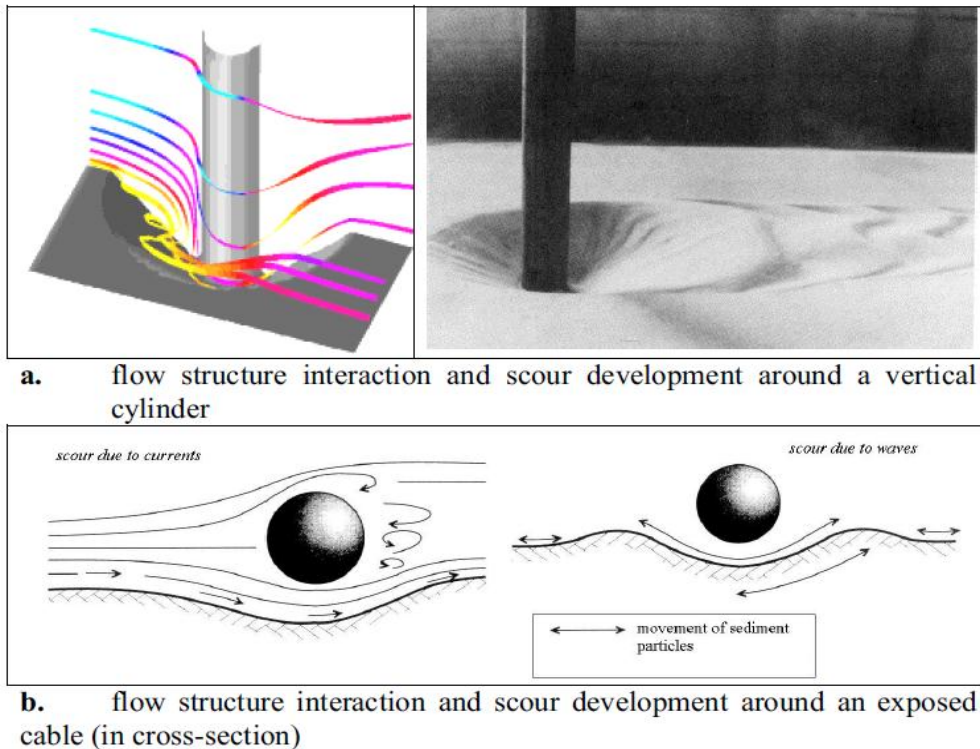 a. flow structure interaction and scour development around a vertical
cylinder
scour due to currents
scour due to waves
movement of sediment
particles
b. flow structure interaction and scour development around an exposed
cable (in cross-section)